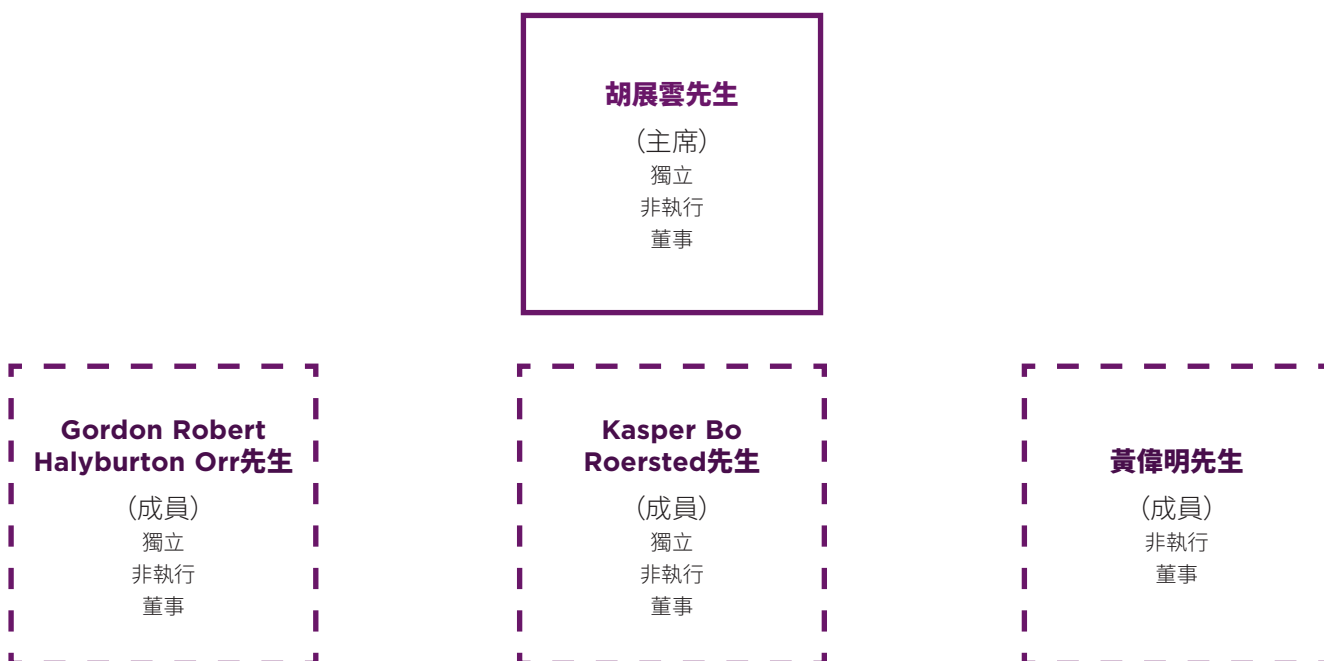 胡展雲先生
（主席）
獨立
非執行
董事
Gordon Robert
Halyburton Orr先生
（成員）
獨立
非執行
董事
Kasper Bo
Roersted先生
（成員）
獨立
非執行
董事
黃偉明先生
（成員）
非執行
董事